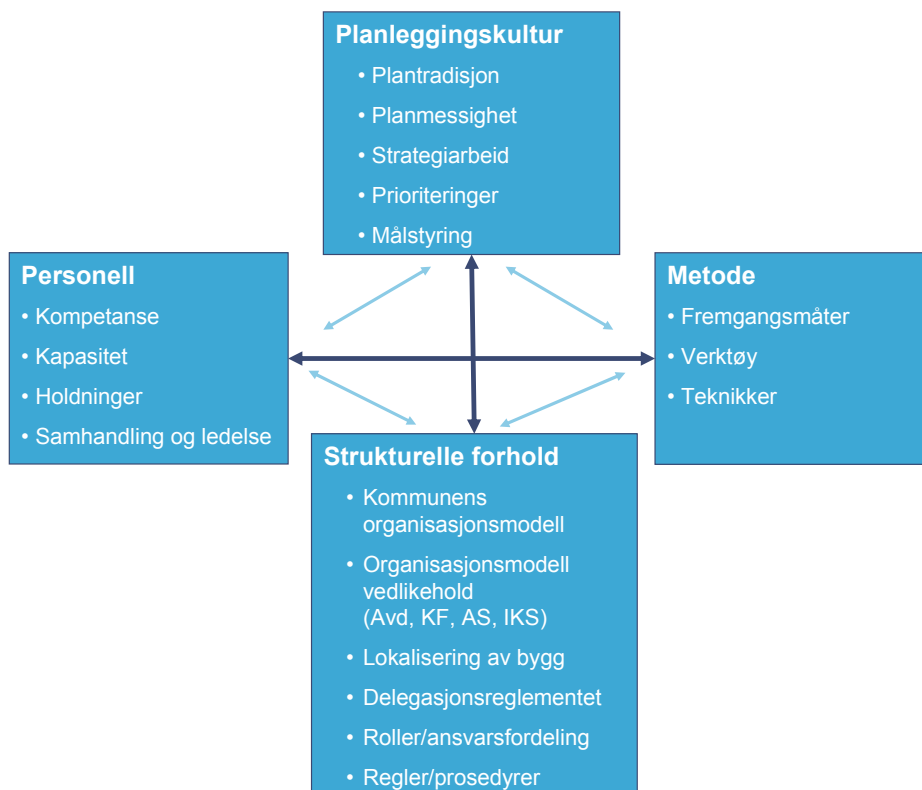 Planleggingskultur
• Plantradisjon
• Planmessighet
• Strategiarbeid
• Prioriteringer
• Målstyring
Personell
• Kompetanse
• Kapasitet
• Holdninger
• Samhandling og ledelse
Metode
• Fremgangsmåter
• Verktøy
• Teknikker
Strukturelle forhold
• Kommunens
organisasjonsmodell
• Organisasjonsmodell
vedlikehold
(Avd, KF, AS, IKS)
• Lokalisering av bygg
• Delegasjonsreglementet
• Roller/ansvarsfordeling
• Regler/prosedyrer